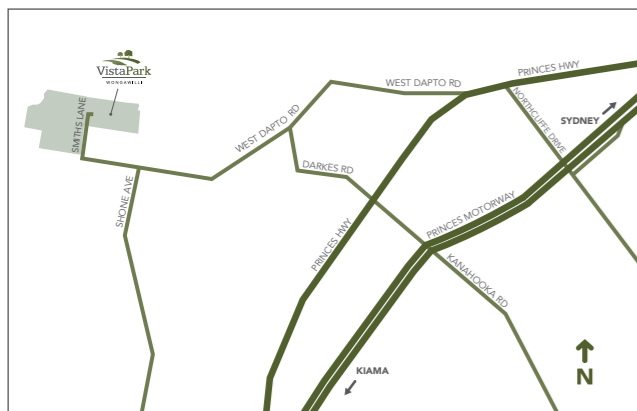 VistaPark
WONGAWILLI
SMITHS LANE
SHONE AVE
WEST DAPTO RD
WEST DAPTO RD
PRINCES HWY
NORTHCLIFFE DRIVE
SYDNEY
DARKES RD
PRINCES HWY
PRINCES MOTORWAY
KANAHOOKA RD
KIAMA
N